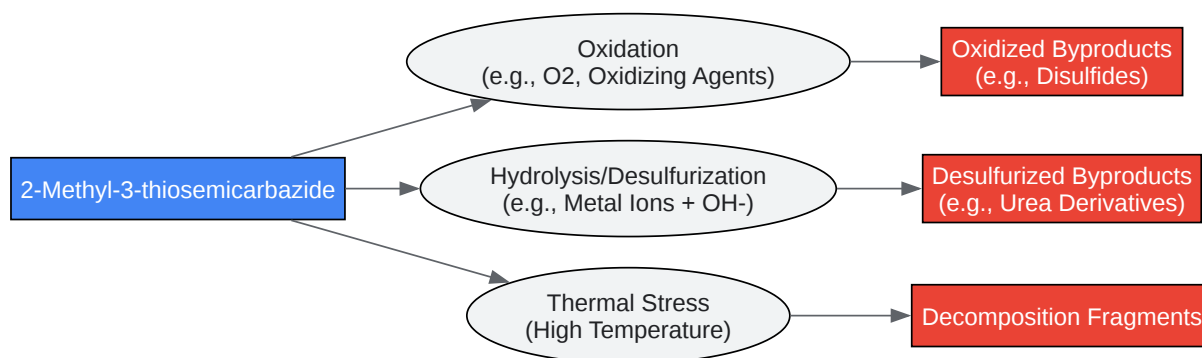 Oxidation
(e.g., O2, Oxidizing Agents)
Oxidized Byproducts
(e.g., Disulfides)
2-Methyl-3-thiosemicarbazide
Hydrolysis/Desulfurization
(e.g., Metal Ions + OH-)
Desulfurized Byproducts
(e.g., Urea Derivatives)
Thermal Stress
(High Temperature)
Decomposition Fragments